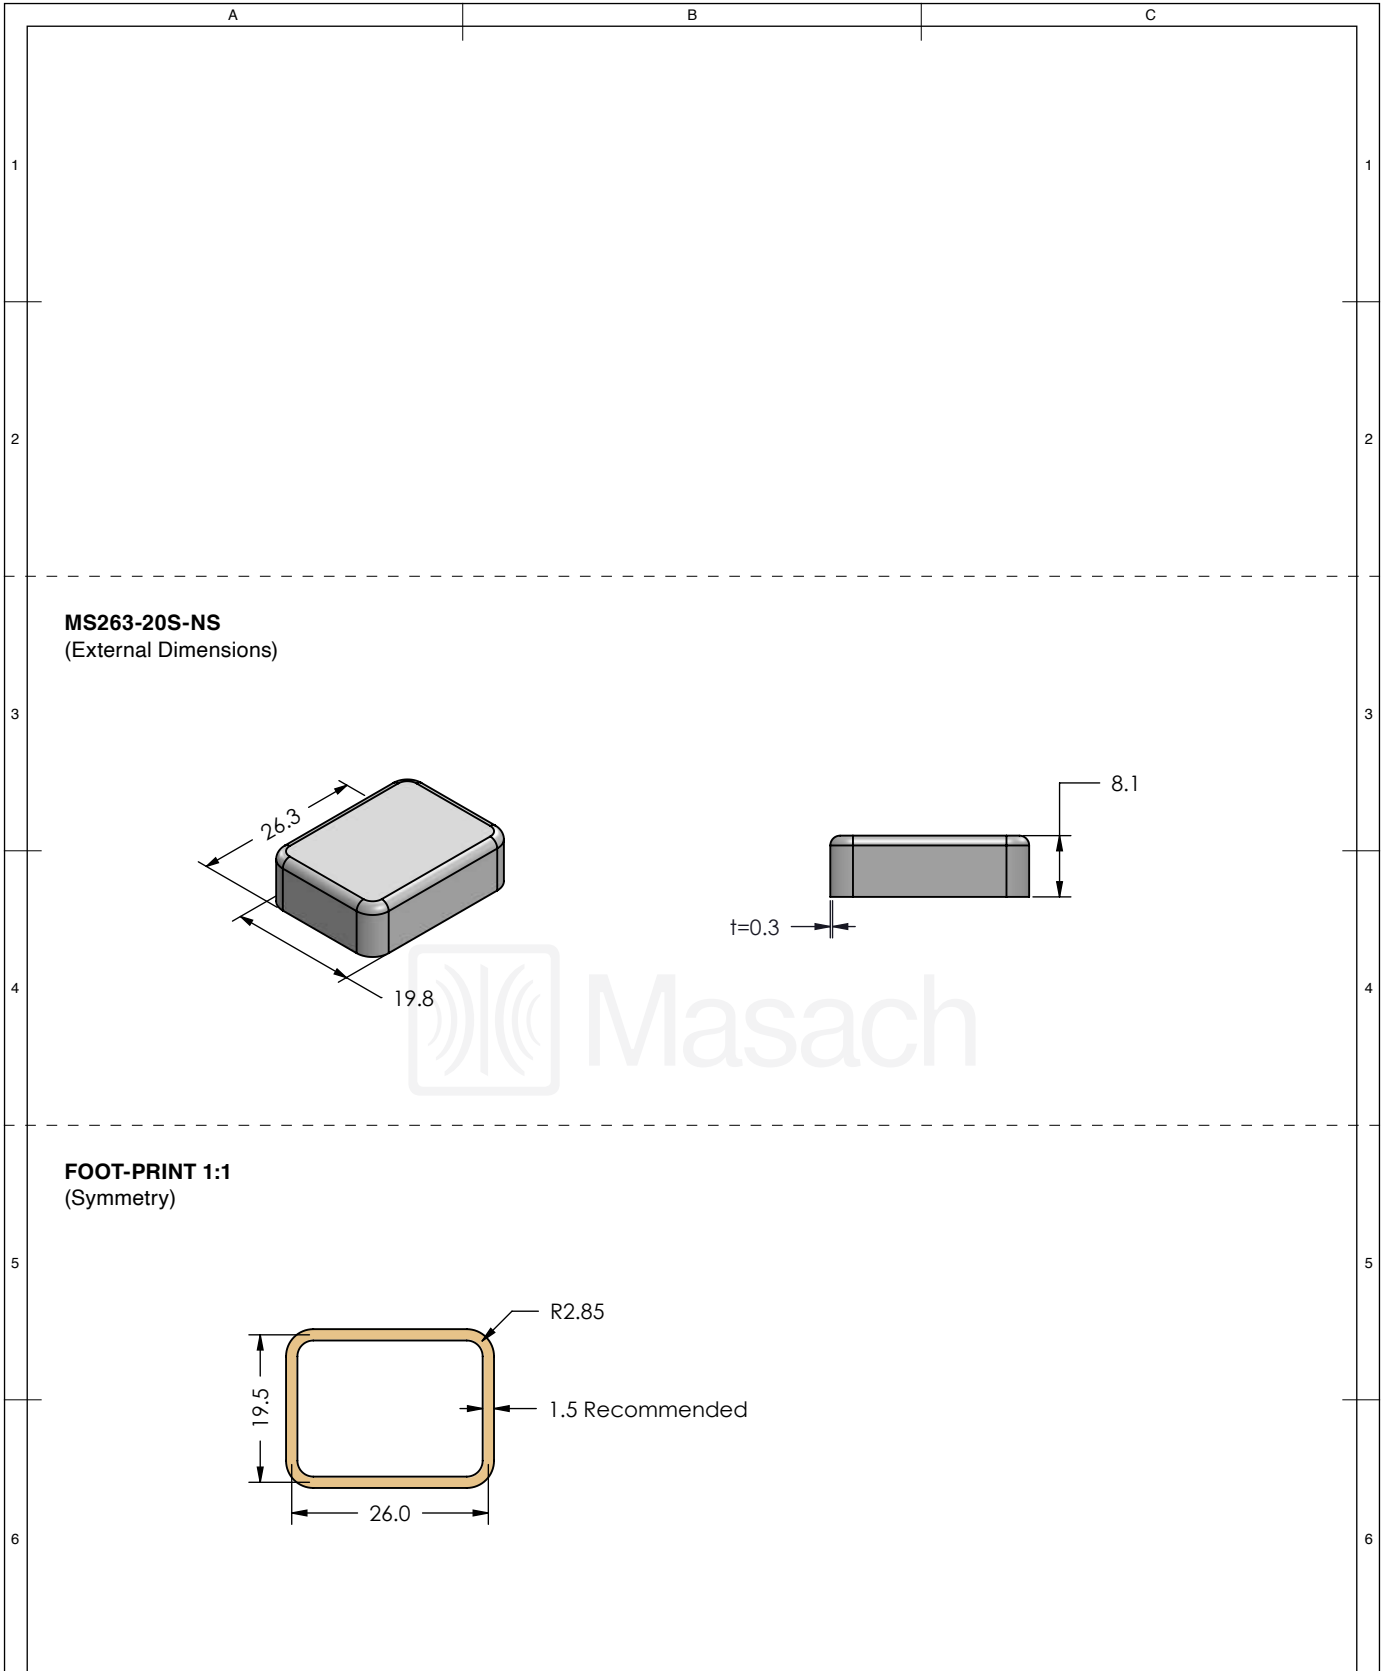 A B C
1 1
2 2
MS263-20S-NS
(External Dimensions)
3 3
26.3
8.1
t=0.3
19.8
4 4
Masach
FOOT-PRINT 1:1
(Symmetry)
5 5
R2.85
19.5
1.5 Recommended
26.0
6 6